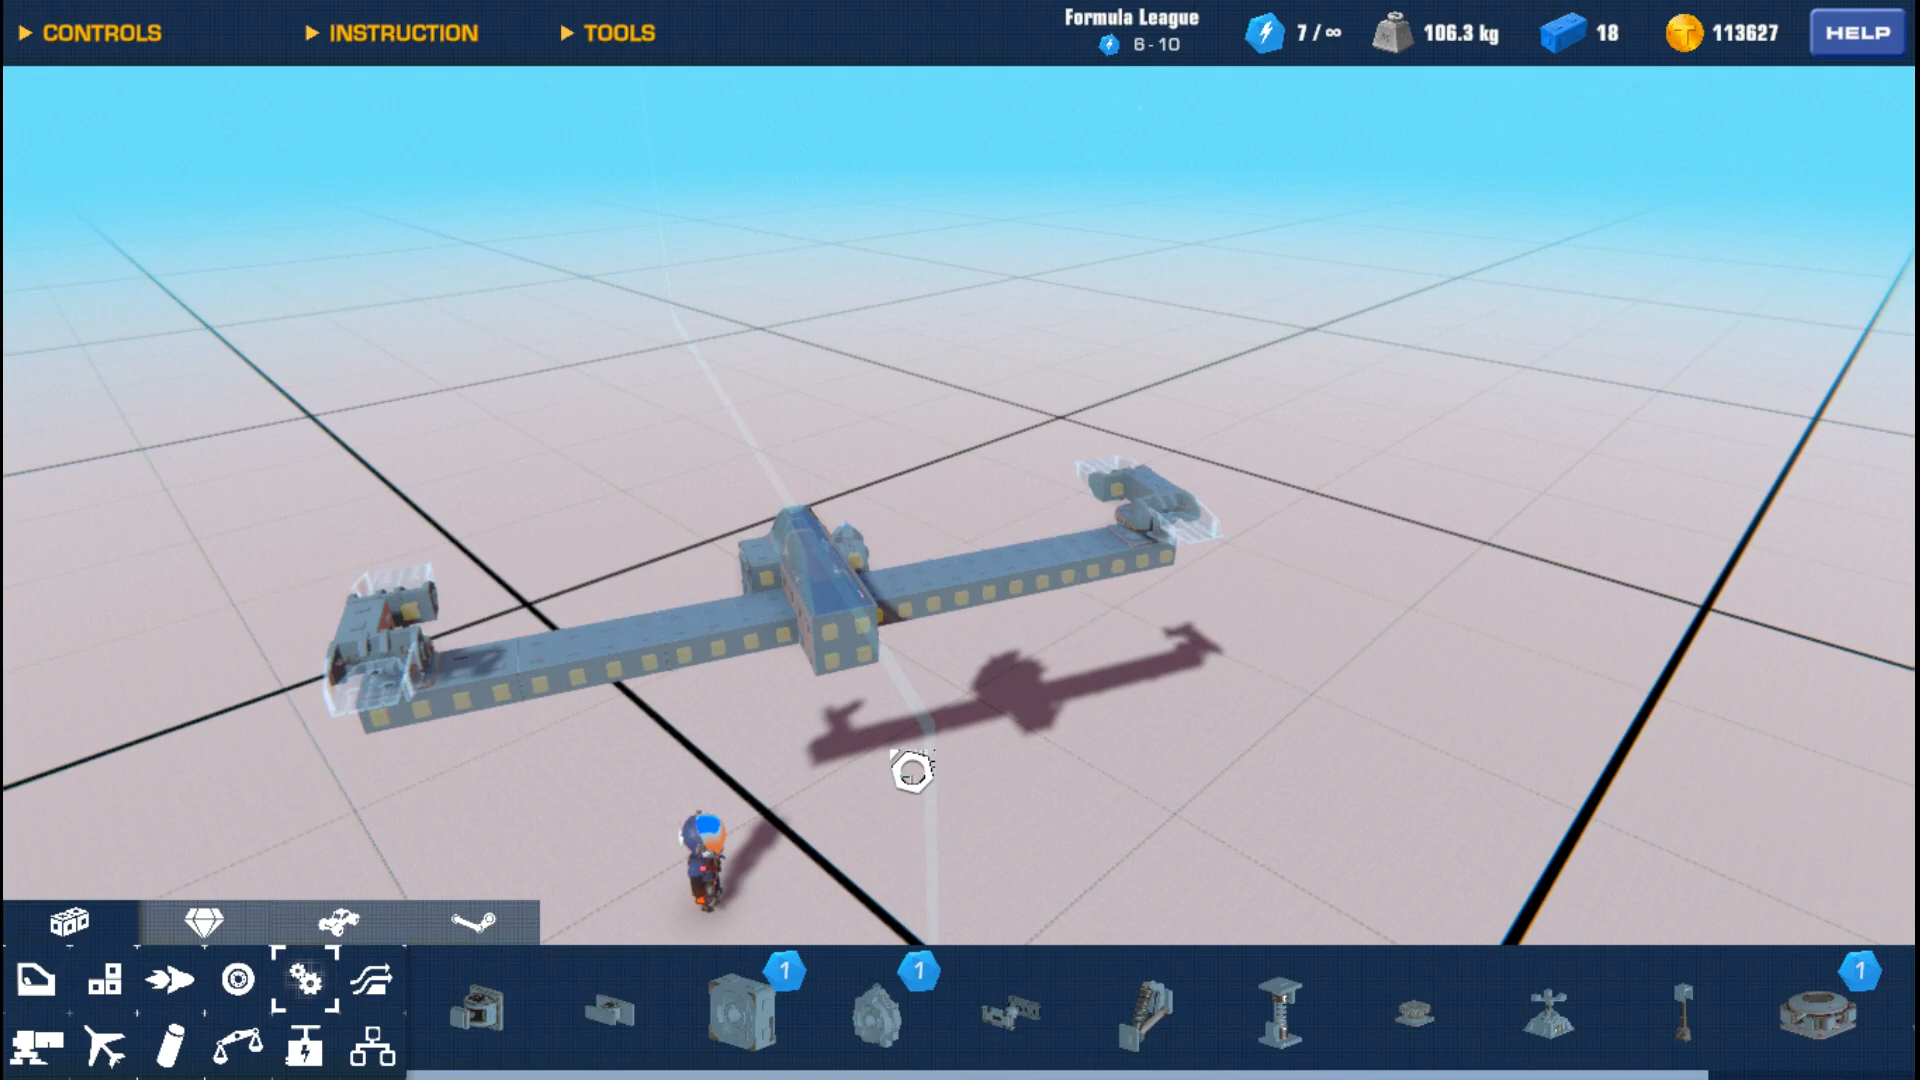 CONTROLS
INSTRUCTION
TOOLS
Formula League
6-10
7 / ∞
106.3 kg
18
113627
HELP
1
1
1